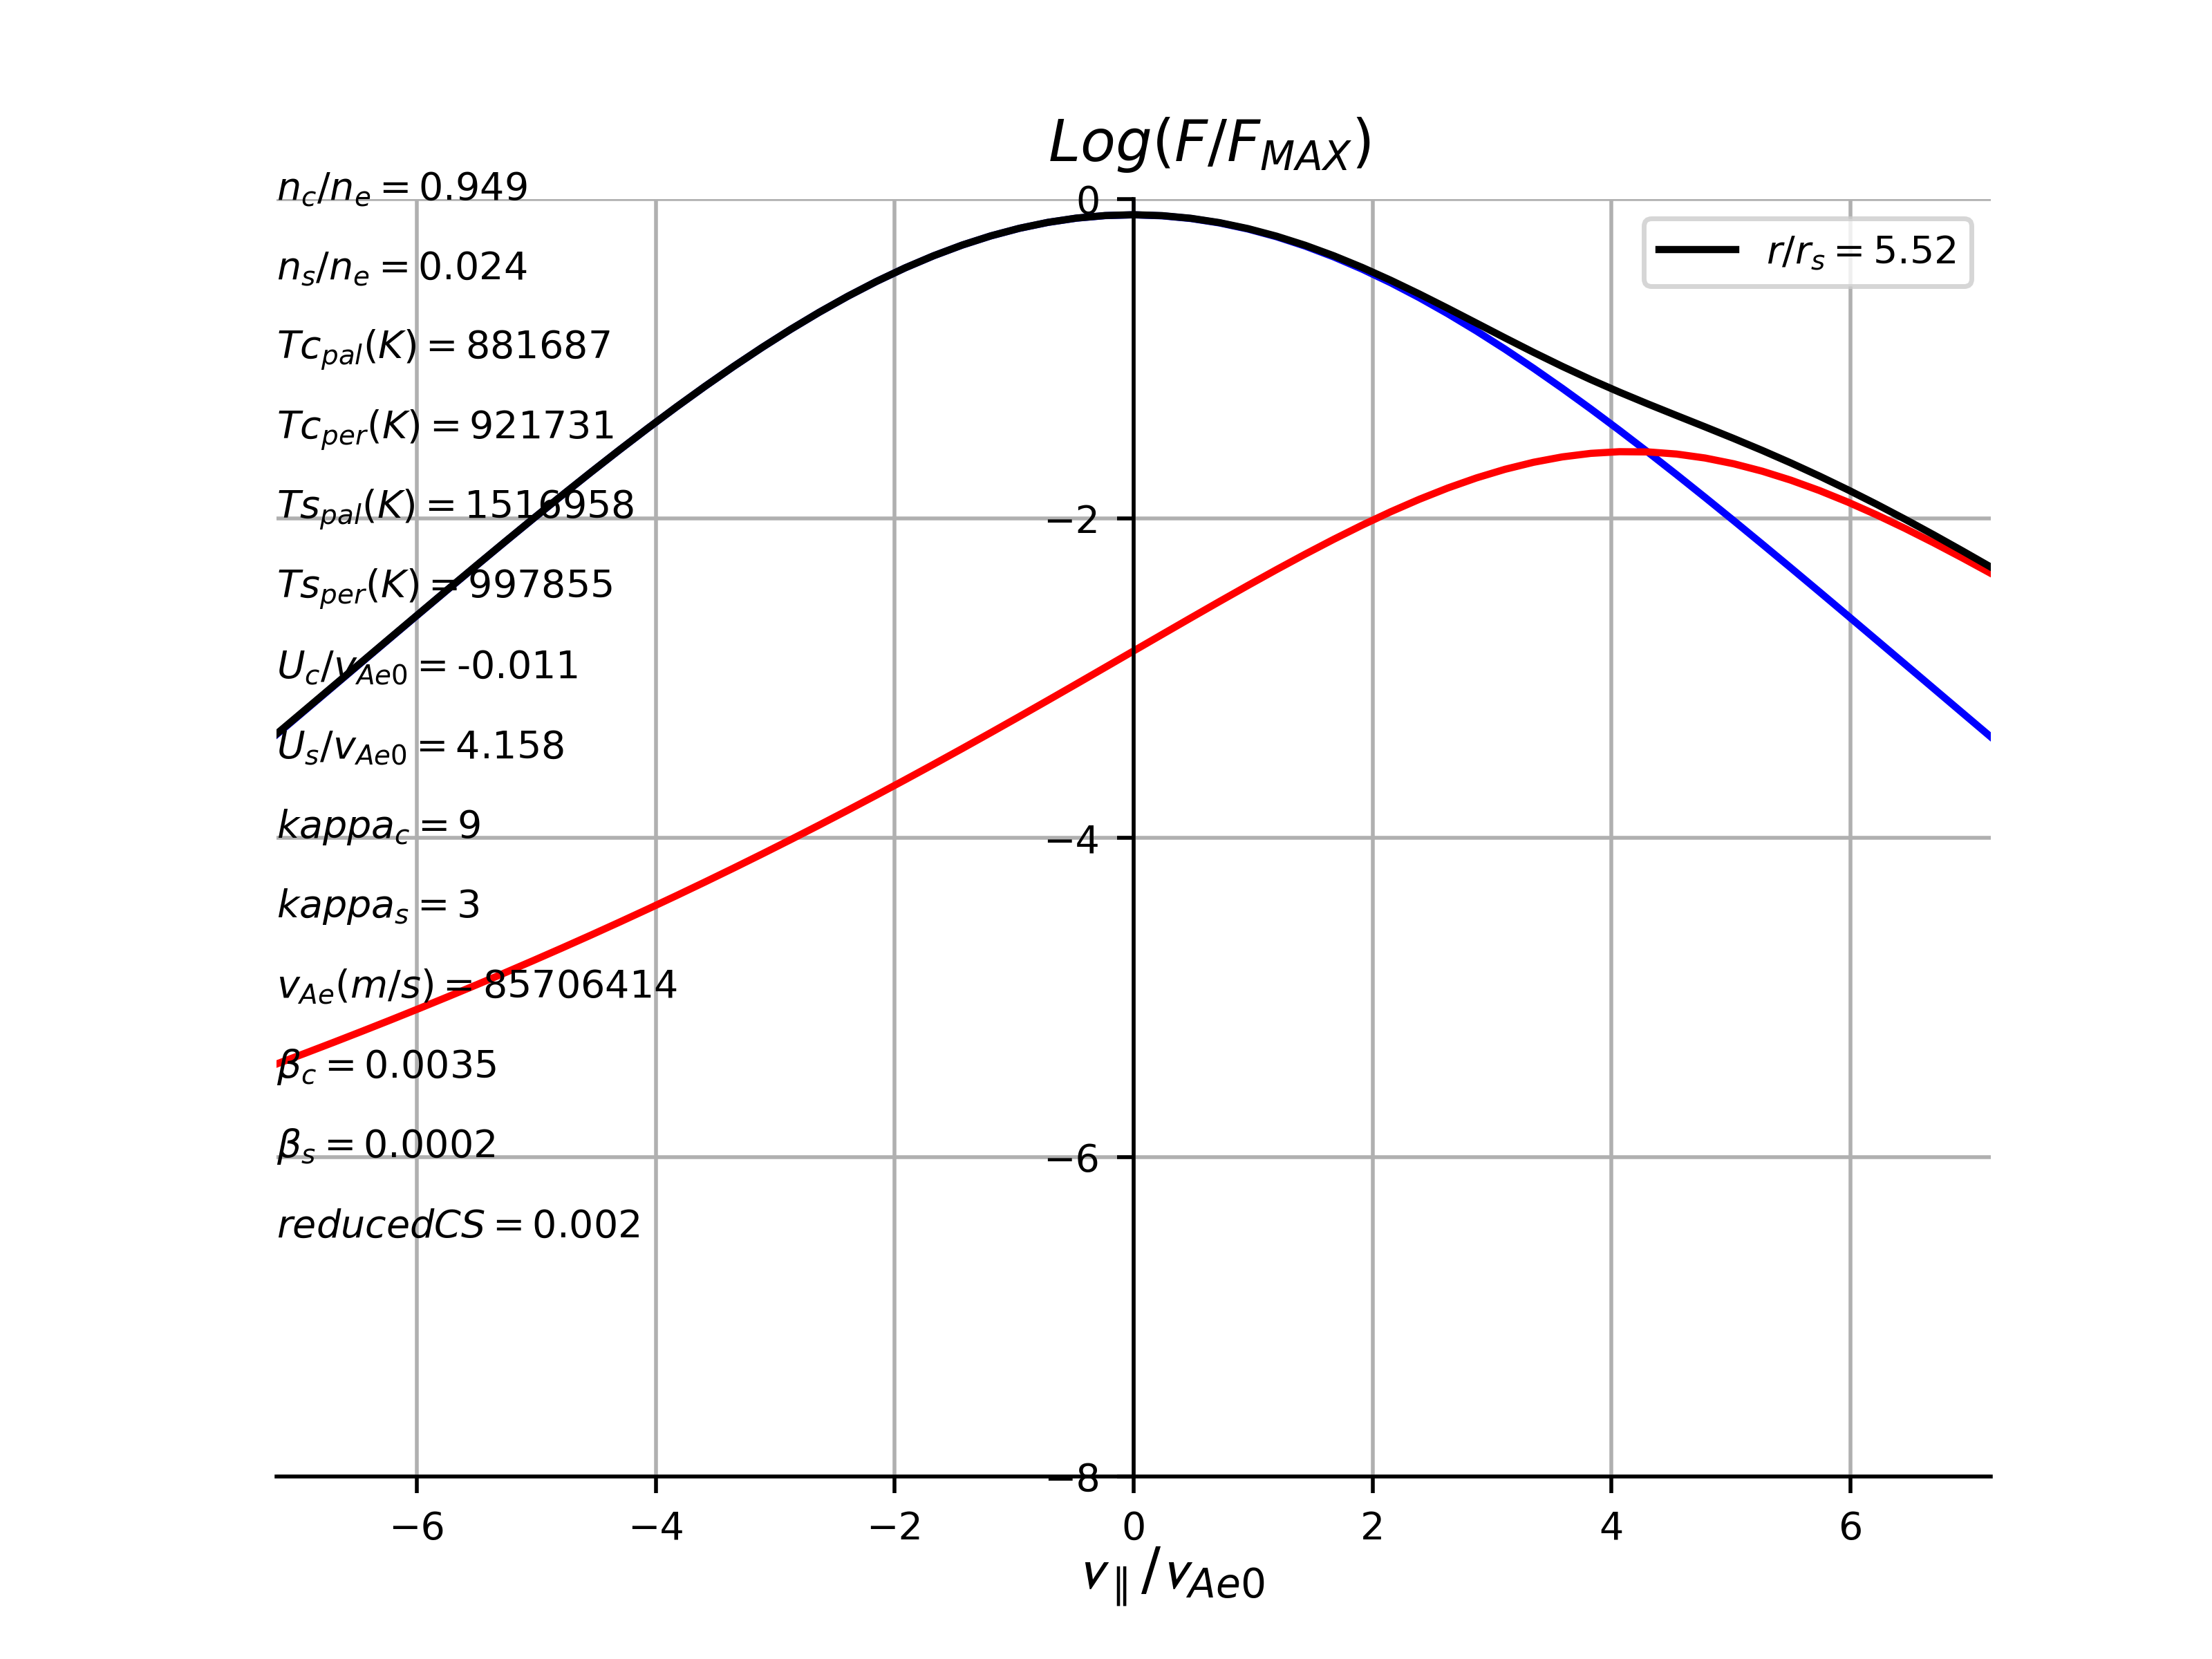 Log(F/F_MAX)
n_c/n_e = 0.949
n_s/n_e = 0.024
Tc_pal(K) = 881687
Tc_per(K) = 921731
Ts_pal(K) = 1516958
Ts_per(K) = 997855
U_c/v_Ae0 = -0.011
U_s/v_Ae0 = 4.158
kappa_c = 9
kappa_s = 3
v_Ae(m/s) = 85706414
β_c = 0.0035
β_s = 0.0002
reducedCS = 0.002
r/r_s = 5.52
0
−2
−4
−6
−8
−6 −4 −2 0 2 4 6
v_∥/v_Ae0